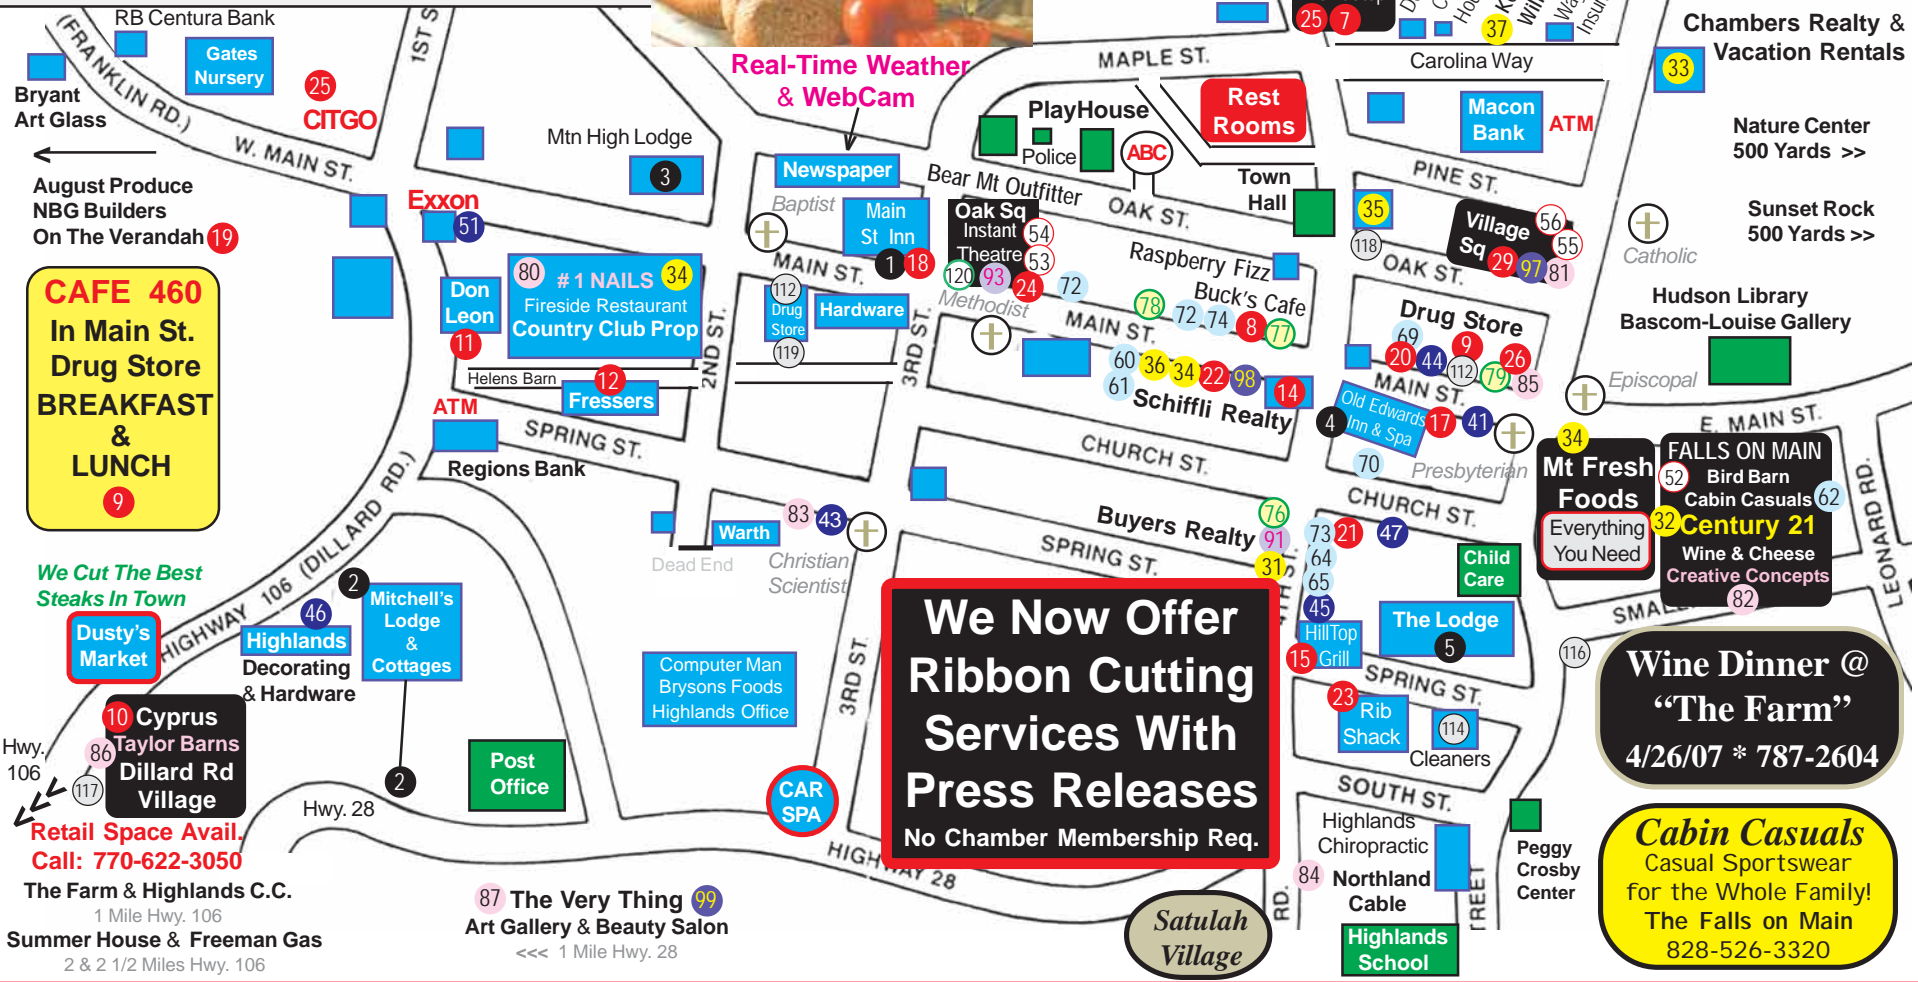 RB Centura Bank
Gates
Nursery
25
CITGO
Bryant
Art Glass
(FRANKLIN RD.)
W. MAIN ST.
1ST S
August Produce
NBG Builders
On The Verandah 19
CAFE 460
In Main St.
Drug Store
BREAKFAST
&
LUNCH
9
Exxon
51
Mtn High Lodge
3
Real-Time Weather
& WebCam
Newspaper
Baptist
Main
St Inn
1 18
MAIN ST.
Don
Leon
11
80 # 1 NAILS 34
Fireside Restaurant
Country Club Prop
2ND ST.
Helens Barn
12
Fressers
ATM
Regions Bank
SPRING ST.
112
Drug
Store
119
Hardware
3RD ST.
Bear Mt Outfitter
Oak Sq
Instant
Theatre
54
53
120 93 24 72
Methodist
PlayHouse
Police
ABC
MAPLE ST.
OAK ST.
Rest
Rooms
Town
Hall
25 7
37
Carolina Way
Macon
Bank
ATM
PINE ST.
33
Chambers Realty &
Vacation Rentals
Nature Center
500 Yards >>
Sunset Rock
500 Yards >>
Catholic
Hudson Library
Bascom-Louise Gallery
Episcopal
35
118
OAK ST.
Village
Sq
56
55
29 97 81
Raspberry Fizz
Buck's Cafe
78 72 74 8 77
MAIN ST.
60 36 34 22 98 14
61
Schiffli Realty
Drug Store
69
20 44 9 112 79 26 85
MAIN ST.
4
Old Edwards
Inn & Spa
17 41
70
Presbyterian
CHURCH ST.
CHURCH ST.
E. MAIN ST.
34
Mt Fresh
Foods
Everything
You Need
FALLS ON MAIN
52 Bird Barn
Cabin Casuals 62
32 Century 21
Wine & Cheese
Creative Concepts
82
LEONARD RD.
SMALL
116
Buyers Realty
76
91
31
SPRING ST.
4TH ST.
73 21 47
64
65
45
HillTop
15 Grill
Child
Care
The Lodge
5
SPRING ST.
23
Rib
Shack
114
Cleaners
SOUTH ST.
Warth
83 43
Dead End
Christian
Scientist
HIGHWAY 106 (DILLARD RD.)
We Cut The Best
Steaks In Town
Dusty's
Market
46
Highlands
Decorating
& Hardware
2
Mitchell's
Lodge
&
Cottages
2
10 Cyprus
86 Taylor Barns
Dillard Rd
117 Village
Hwy.
106
Retail Space Avail.
Call: 770-622-3050
The Farm & Highlands C.C.
1 Mile Hwy. 106
Summer House & Freeman Gas
2 & 2 1/2 Miles Hwy. 106
Hwy. 28
Post
Office
Computer Man
Brysons Foods
Highlands Office
3RD ST.
CAR
SPA
We Now Offer
Ribbon Cutting
Services With
Press Releases
No Chamber Membership Req.
HIGHWAY 28
87 The Very Thing 99
Art Gallery & Beauty Salon
<<< 1 Mile Hwy. 28
Satulah
Village
RD.
Highlands
Chiropractic
84 Northland
Cable
TREET
Highlands
School
Peggy
Crosby
Center
Wine Dinner @
“The Farm”
4/26/07 * 787-2604
Cabin Casuals
Casual Sportswear
for the Whole Family!
The Falls on Main
828-526-3320